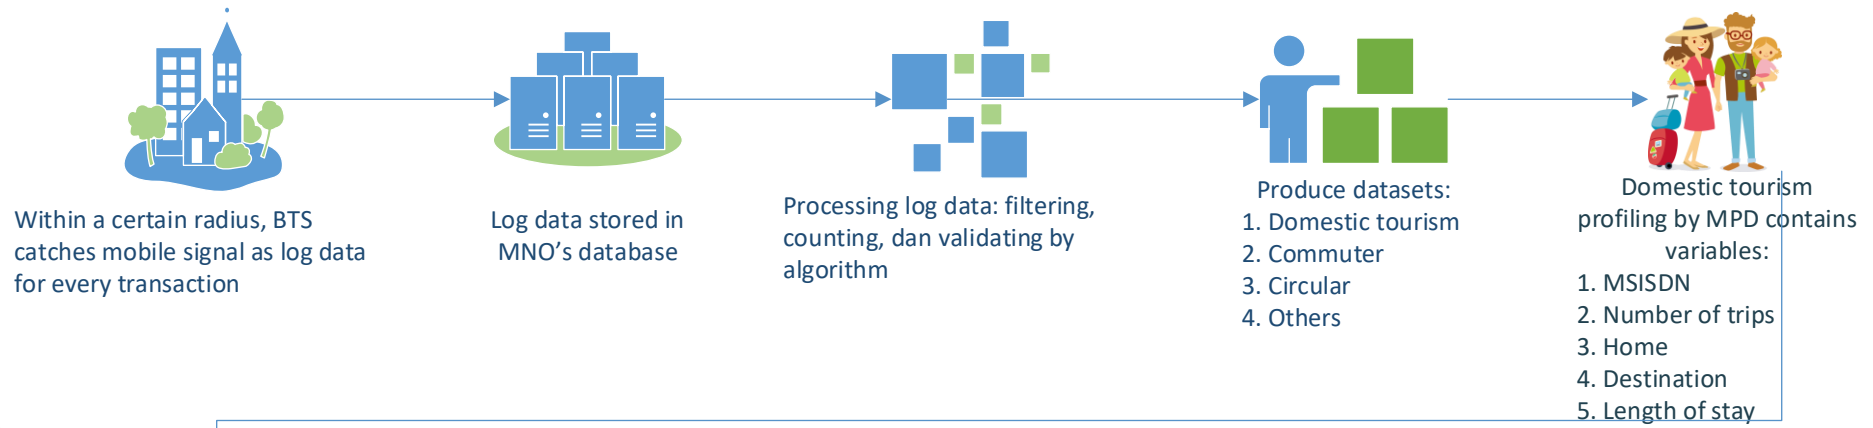 Within a certain radius, BTS
catches mobile signal as log data
for every transaction
Log data stored in
MNO’s database
Processing log data: filtering,
counting, dan validating by
algorithm
Produce datasets:
1. Domestic tourism
2. Commuter
3. Circular
4. Others
Domestic tourism
profiling by MPD contains
variables:
1. MSISDN
2. Number of trips
3. Home
4. Destination
5. Length of stay